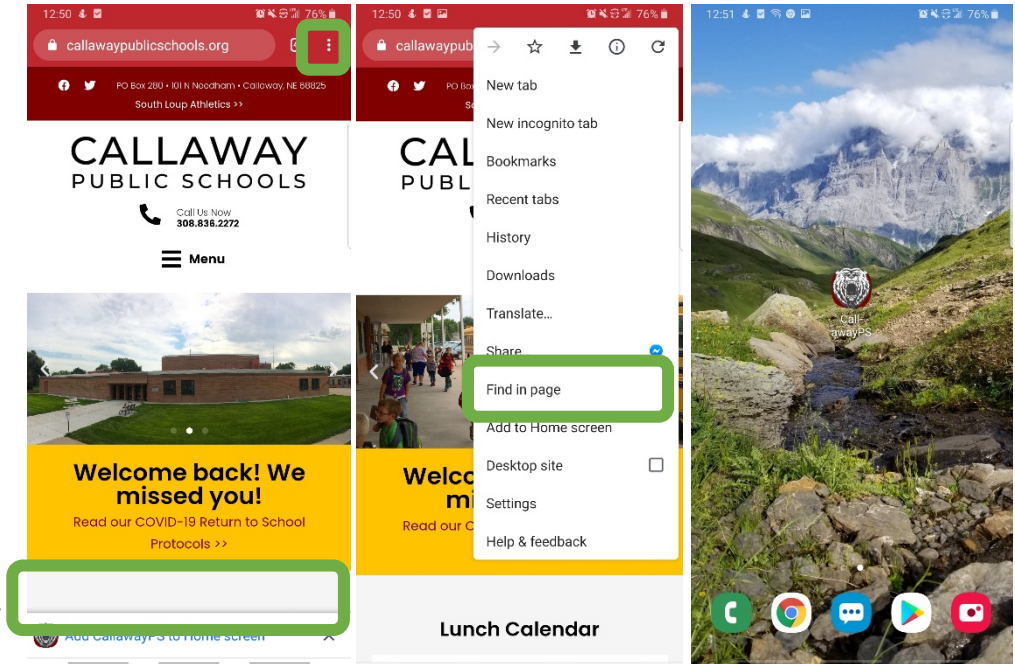 12:50
76%
callawaypublicschools.org
PO Box 280 • 101 N Needham • Callaway, NE 68825
South Loup Athletics >>
CALLAWAY
PUBLIC SCHOOLS
Call Us Now
308.836.2272
Menu
Welcome back! We
missed you!
Read our COVID-19 Return to School
Protocols >>
Add CallawayPS to Home screen
12:50
76%
callawaypub
PO Box
So
CAL
PUBL
New tab
New incognito tab
Bookmarks
Recent tabs
History
Downloads
Translate...
Share
Find in page
Add to Home screen
Desktop site
Settings
Help & feedback
Welco
mi
Read our C
Lunch Calendar
12:51
76%
Call-
awayPS